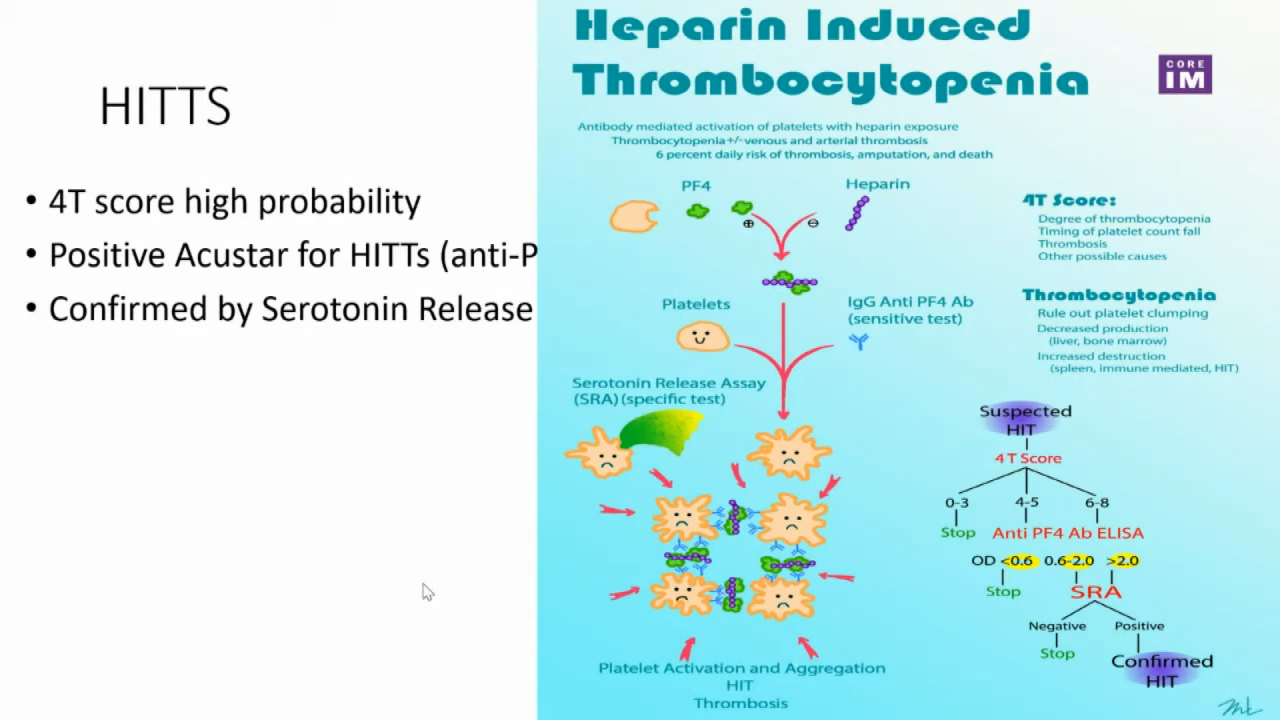 HITTS
• 4T score high probability
• Positive Acustar for HITTs (anti-P
• Confirmed by Serotonin Release
Heparin Induced
Thrombocytopenia
CORE
IM
Antibody mediated activation of platelets with heparin exposure
Thrombocytopenia +/- venous and arterial thrombosis
6 percent daily risk of thrombosis, amputation, and death
PF4
Heparin
⊕
⊖
Platelets
IgG Anti PF4 Ab
(sensitive test)
Serotonin Release Assay
(SRA) (specific test)
Platelet Activation and Aggregation
HIT
Thrombosis
4T Score:
Degree of thrombocytopenia
Timing of platelet count fall
Thrombosis
Other possible causes
Thrombocytopenia
Rule out platelet clumping
Decreased production
(liver, bone marrow)
Increased destruction
(spleen, immune mediated, HIT)
Suspected
HIT
4T Score
0-3 4-5 6-8
Stop Anti PF4 Ab ELISA
OD <0.6 0.6-2.0 >2.0
Stop SRA
Negative Positive
Stop
Confirmed
HIT